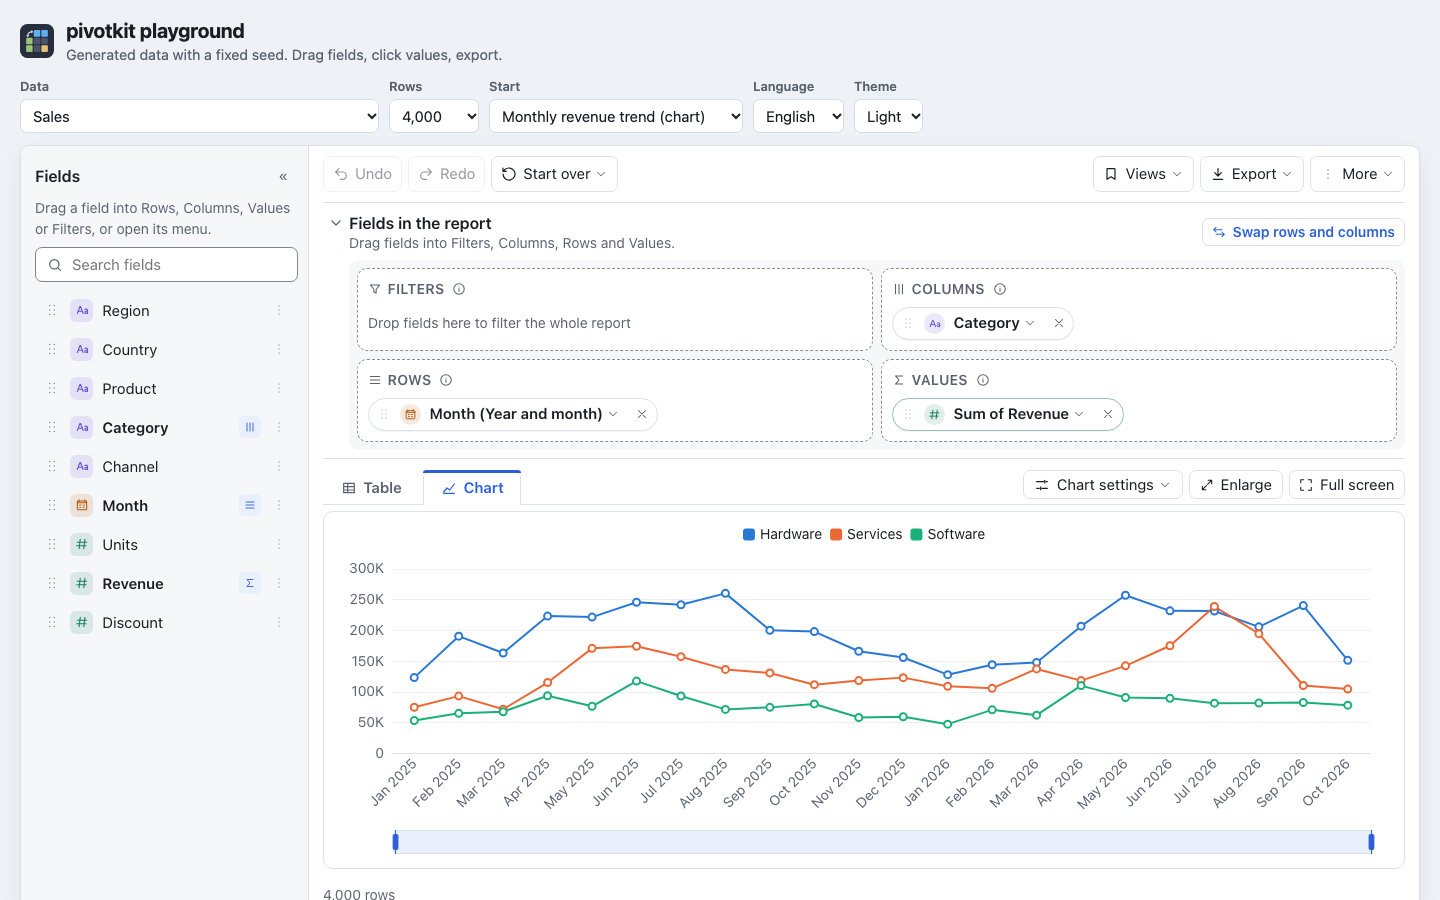 pivotkit playground
Generated data with a fixed seed. Drag fields, click values, export.
Data
Rows
Start
Language
Theme
Sales
4,000
Monthly revenue trend (chart)
English
Light
Fields
«
Drag a field into Rows, Columns, Values
or Filters, or open its menu.
Search fields
Aa Region
Aa Country
Aa Product
Aa Category
Aa Channel
Month
# Units
# Revenue Σ
# Discount
Undo
Redo
Start over
Views
Export
More
Fields in the report
Drag fields into Filters, Columns, Rows and Values.
Swap rows and columns
FILTERS
Drop fields here to filter the whole report
COLUMNS
Aa Category
ROWS
Month (Year and month)
Σ VALUES
# Sum of Revenue
Table
Chart
Chart settings
Enlarge
Full screen
Hardware
Services
Software
300K
250K
200K
150K
100K
50K
0
Jan 2025
Feb 2025
Mar 2025
Apr 2025
May 2025
Jun 2025
Jul 2025
Aug 2025
Sep 2025
Oct 2025
Nov 2025
Dec 2025
Jan 2026
Feb 2026
Mar 2026
Apr 2026
May 2026
Jun 2026
Jul 2026
Aug 2026
Sep 2026
Oct 2026
4,000 rows